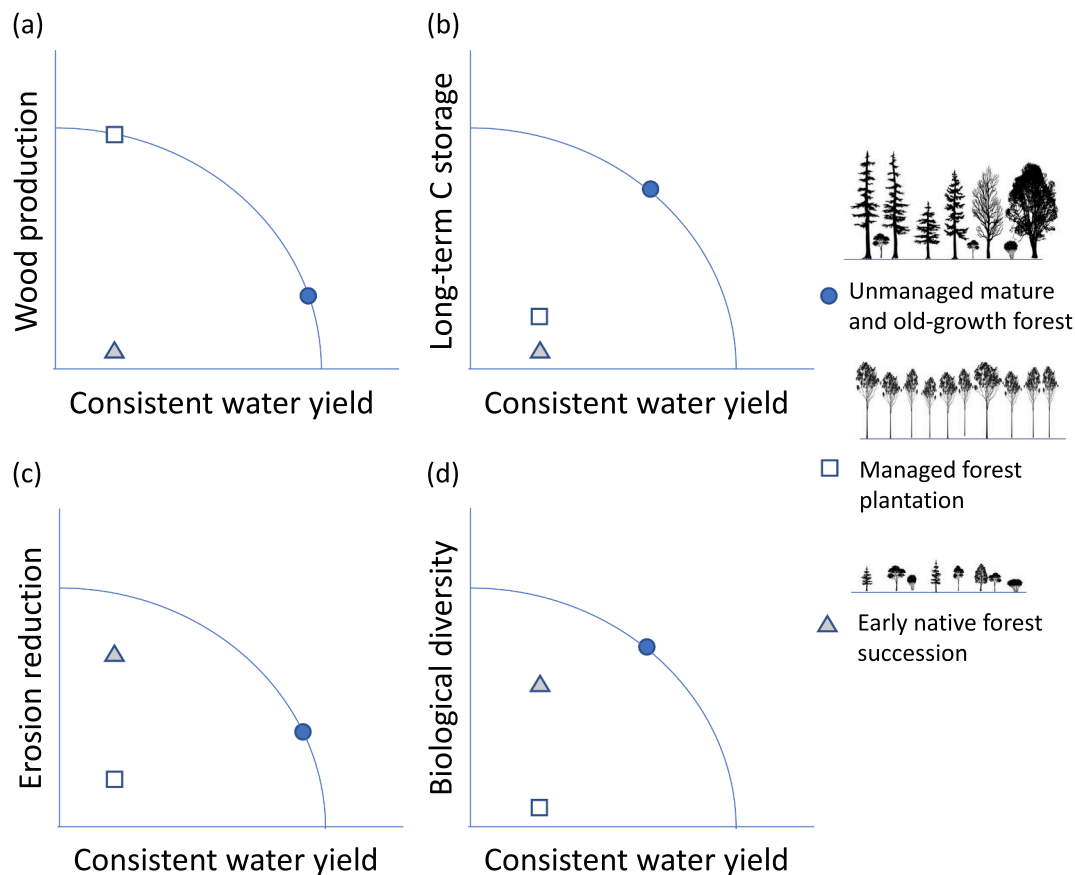 (a)
Wood production
Consistent water yield
(b)
Long-term C storage
Consistent water yield
(c)
Erosion reduction
Consistent water yield
(d)
Biological diversity
Consistent water yield
Unmanaged mature
and old-growth forest
Managed forest
plantation
Early native forest
succession